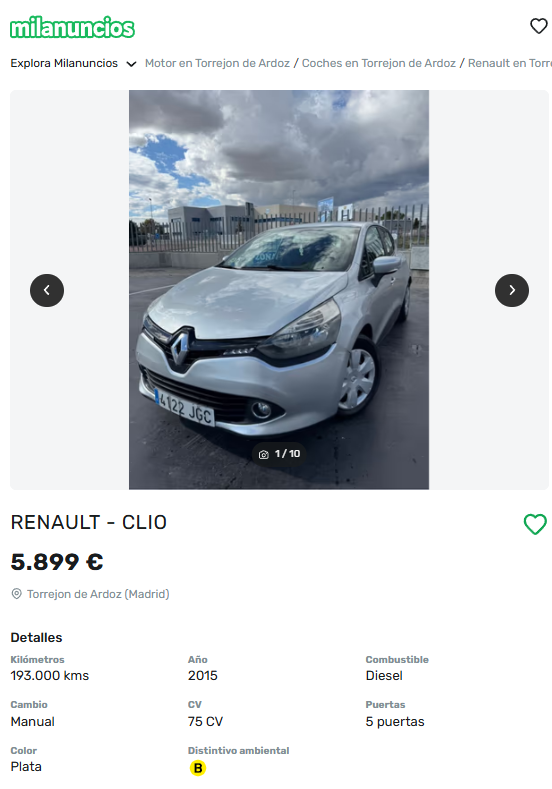 milanuncios
Explora Milanuncios Motor en Torrejon de Ardoz / Coches en Torrejon de Ardoz / Renault en Torre
4122 JGC
1 / 10
RENAULT - CLIO
5.899 €
Torrejon de Ardoz (Madrid)
Detalles
Kilómetros Año Combustible
193.000 kms 2015 Diesel
Cambio CV Puertas
Manual 75 CV 5 puertas
Color Distintivo ambiental
Plata B